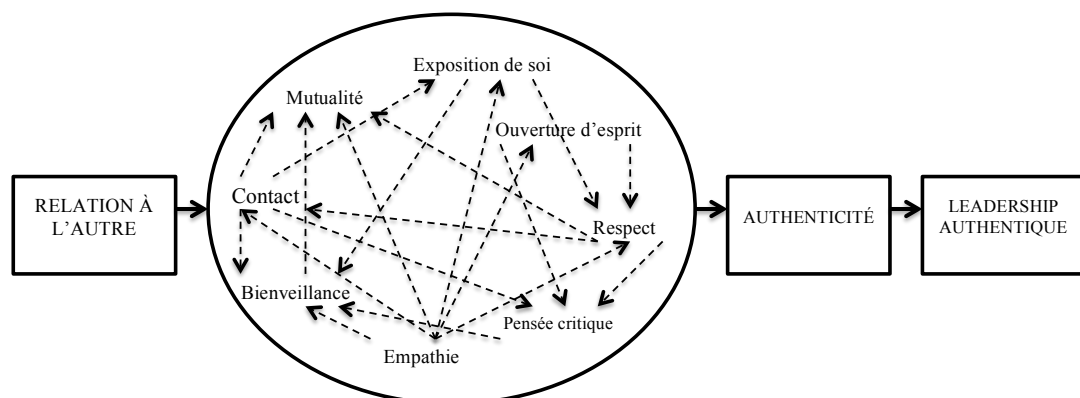 Exposition de soi
Mutualité
Ouverture d'esprit
RELATION À
L'AUTRE
Contact
Respect
AUTHENTICITÉ
LEADERSHIP
AUTHENTIQUE
Bienveillance
Pensée critique
Empathie